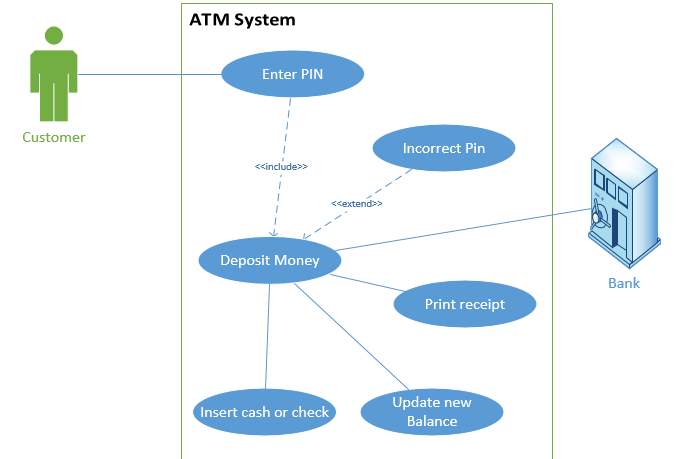 ATM System
Enter PIN
Customer
Incorrect Pin
<<include>>
<<extend>>
Deposit Money
Bank
Print receipt
Insert cash or check
Update new
Balance